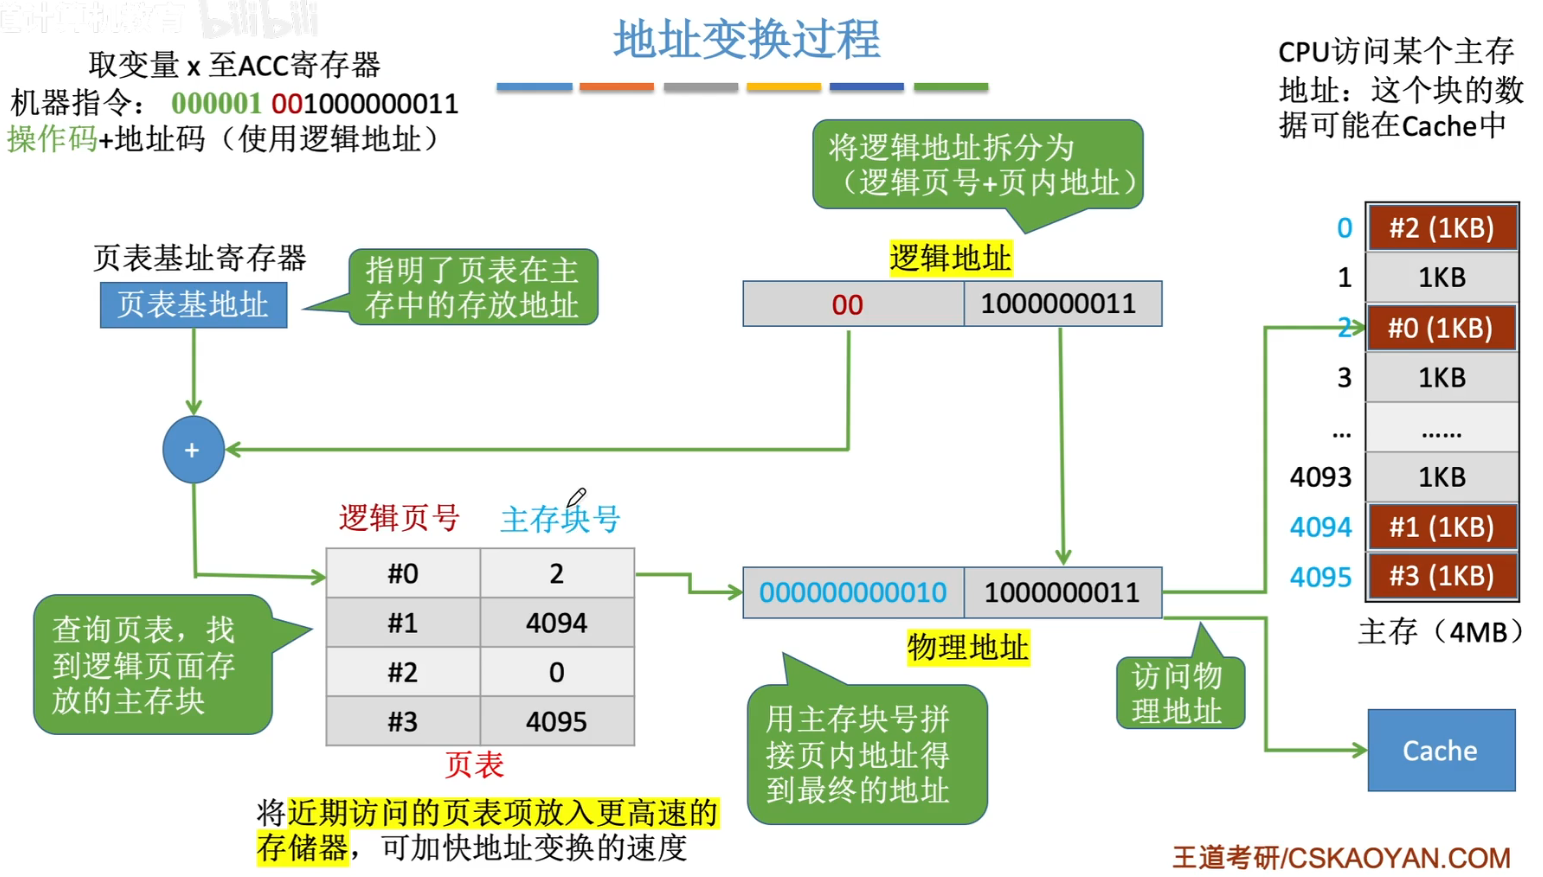 计算机教育 bilibili
地址变换过程
取变量 x 至ACC寄存器
机器指令： 000001 001000000011
操作码+地址码（使用逻辑地址）
CPU访问某个主存
地址：这个块的数
据可能在Cache中
将逻辑地址拆分为
（逻辑页号+页内地址）
页表基址寄存器
页表基地址
指明了页表在主
存中的存放地址
逻辑地址
00 1000000011
+
逻辑页号 主存块号
#0 2
#1 4094
#2 0
#3 4095
页表
查询页表，找
到逻辑页面存
放的主存块
将近期访问的页表项放入更高速的
存储器，可加快地址变换的速度
000000000010 1000000011
物理地址
用主存块号拼
接页内地址得
到最终的地址
访问物
理地址
0 #2 (1KB)
1 1KB
2 #0 (1KB)
3 1KB
... ......
4093 1KB
4094 #1 (1KB)
4095 #3 (1KB)
主存（4MB）
Cache
王道考研/CSKAOYAN.COM